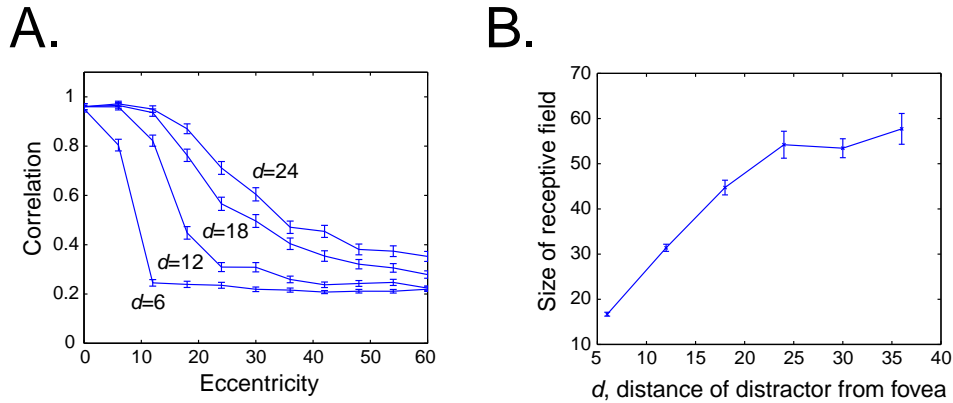 A.
Correlation
1
0.8
0.6
0.4
0.2
0
d=24
d=18
d=12
d=6
0 10 20 30 40 50 60
Eccentricity
B.
Size of receptive field
70
60
50
40
30
20
10
5 10 15 20 25 30 35 40
d, distance of distractor from fovea